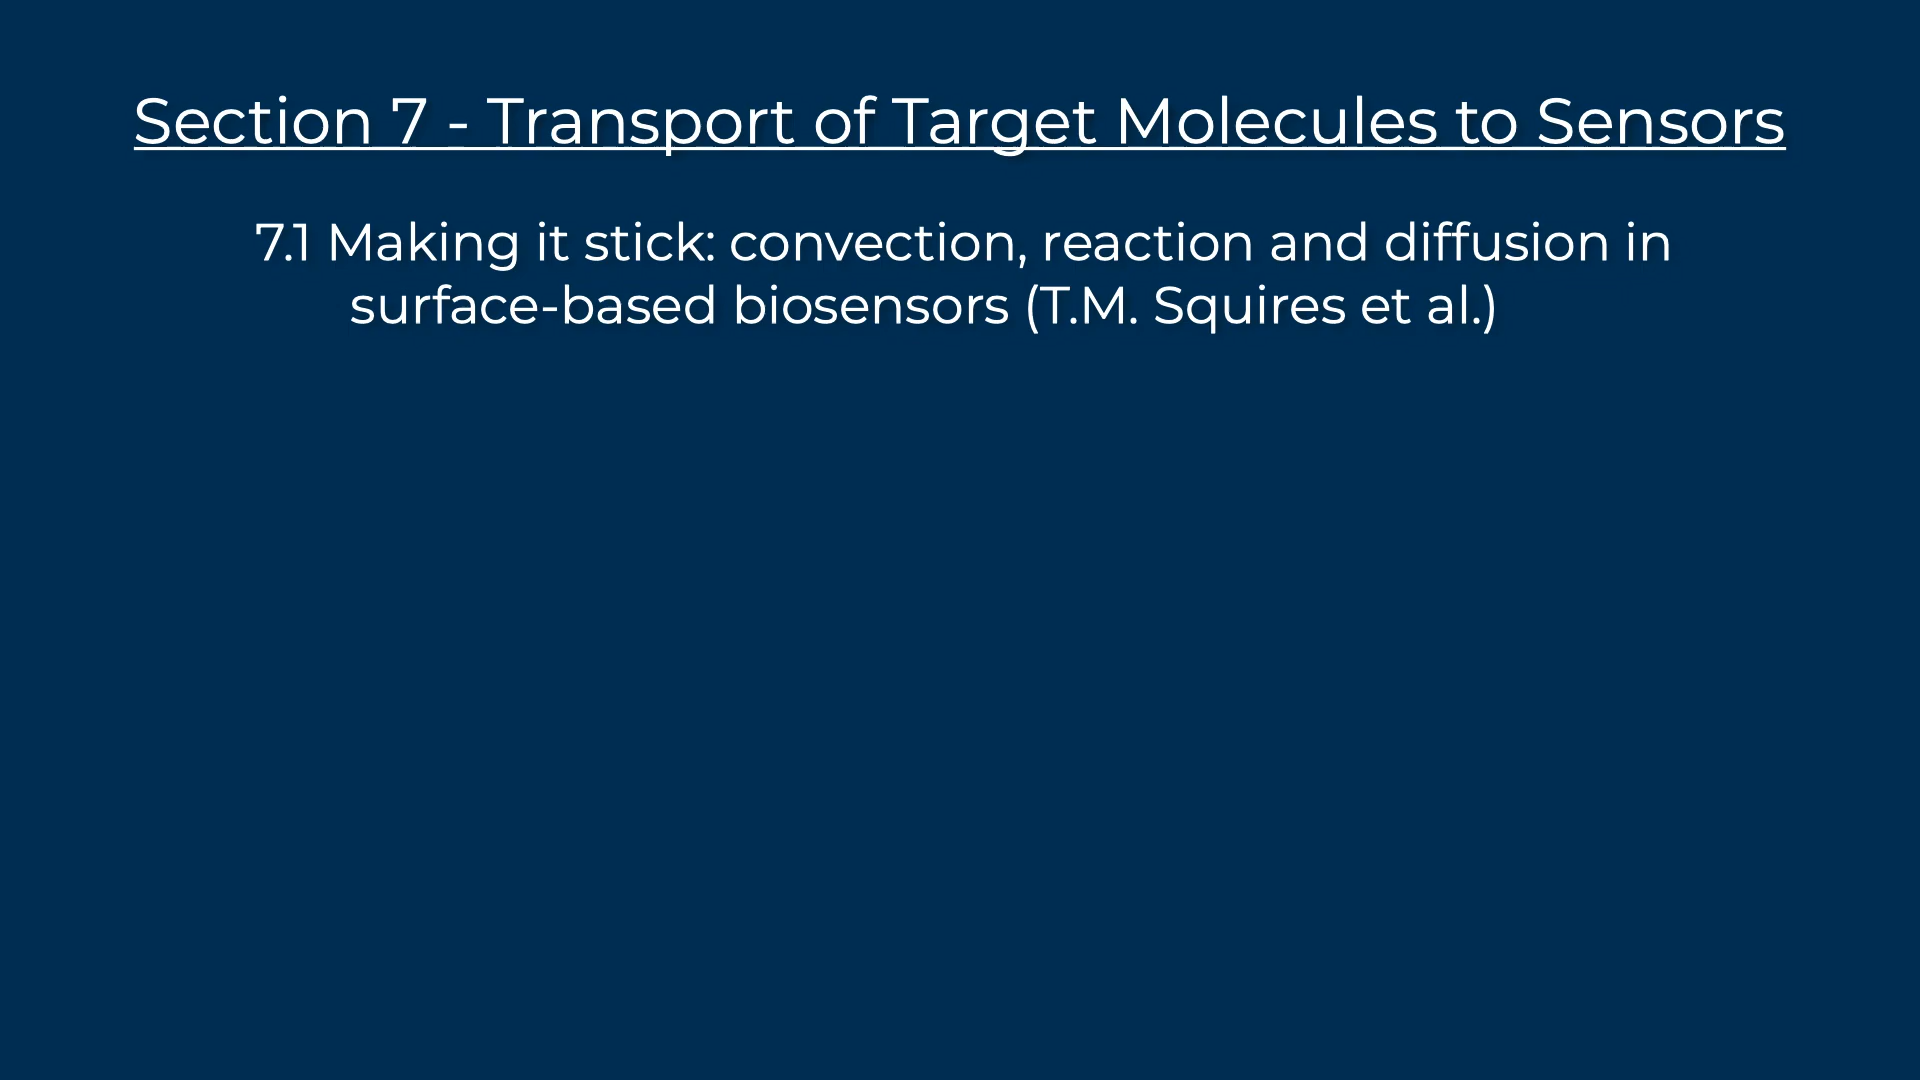 Section 7 - Transport of Target Molecules to Sensors
7.1 Making it stick: convection, reaction and diffusion in
surface-based biosensors (T.M. Squires et al.)